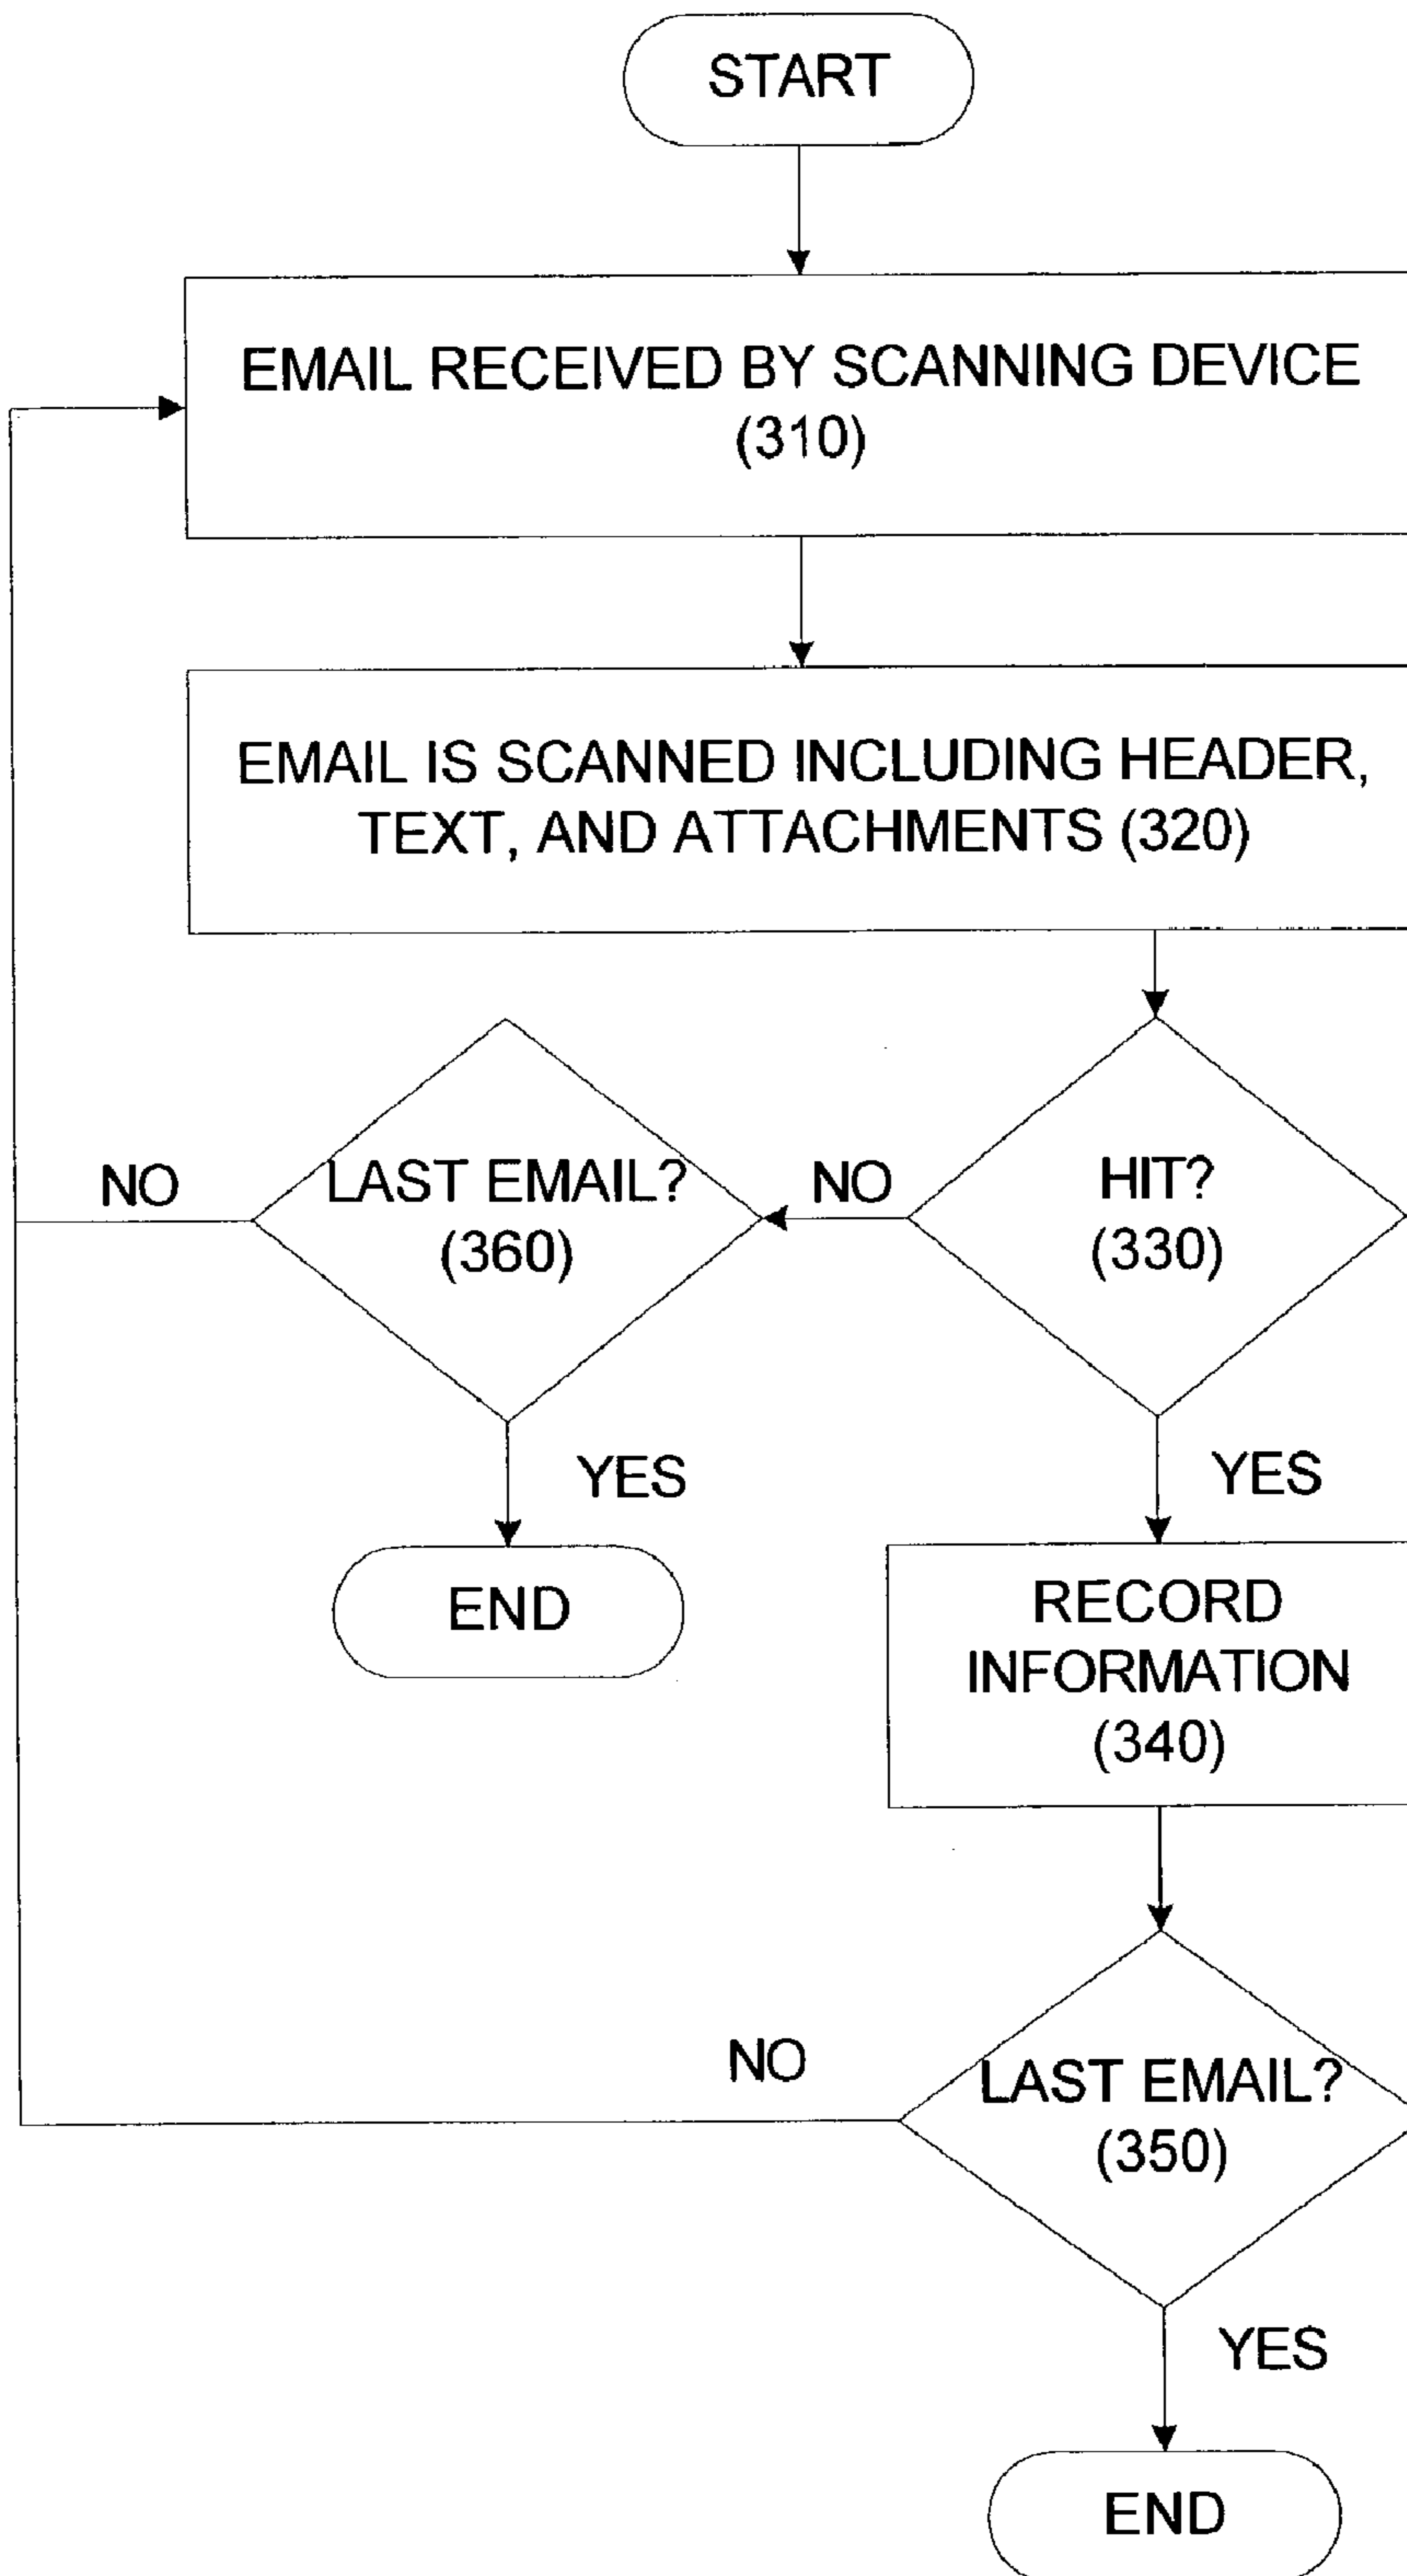 START
EMAIL RECEIVED BY SCANNING DEVICE
(310)
EMAIL IS SCANNED INCLUDING HEADER,
TEXT, AND ATTACHMENTS (320)
NO
LAST EMAIL?
(360)
NO
HIT?
(330)
YES
YES
END
RECORD
INFORMATION
(340)
NO
LAST EMAIL?
(350)
YES
END